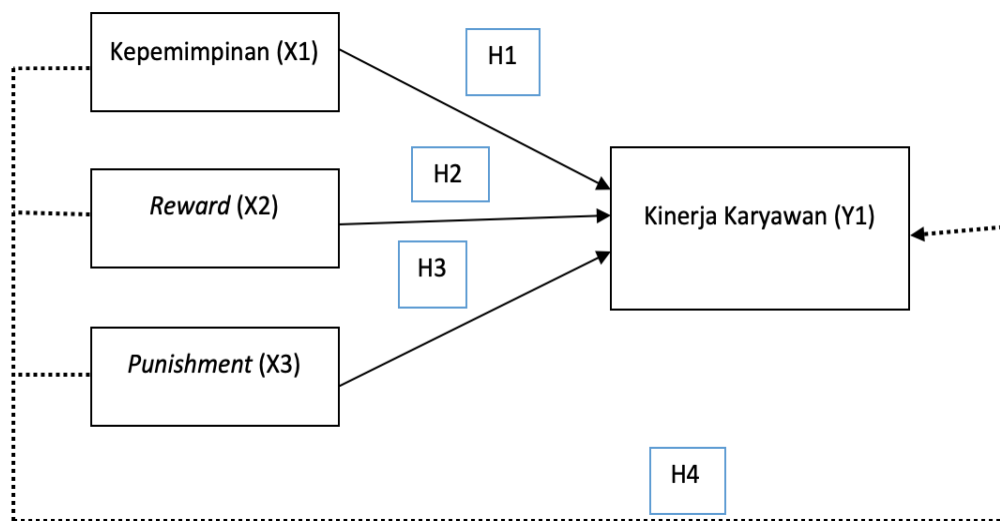 Kepemimpinan (X1)
H1
Reward (X2)
H2
Kinerja Karyawan (Y1)
H3
Punishment (X3)
H4